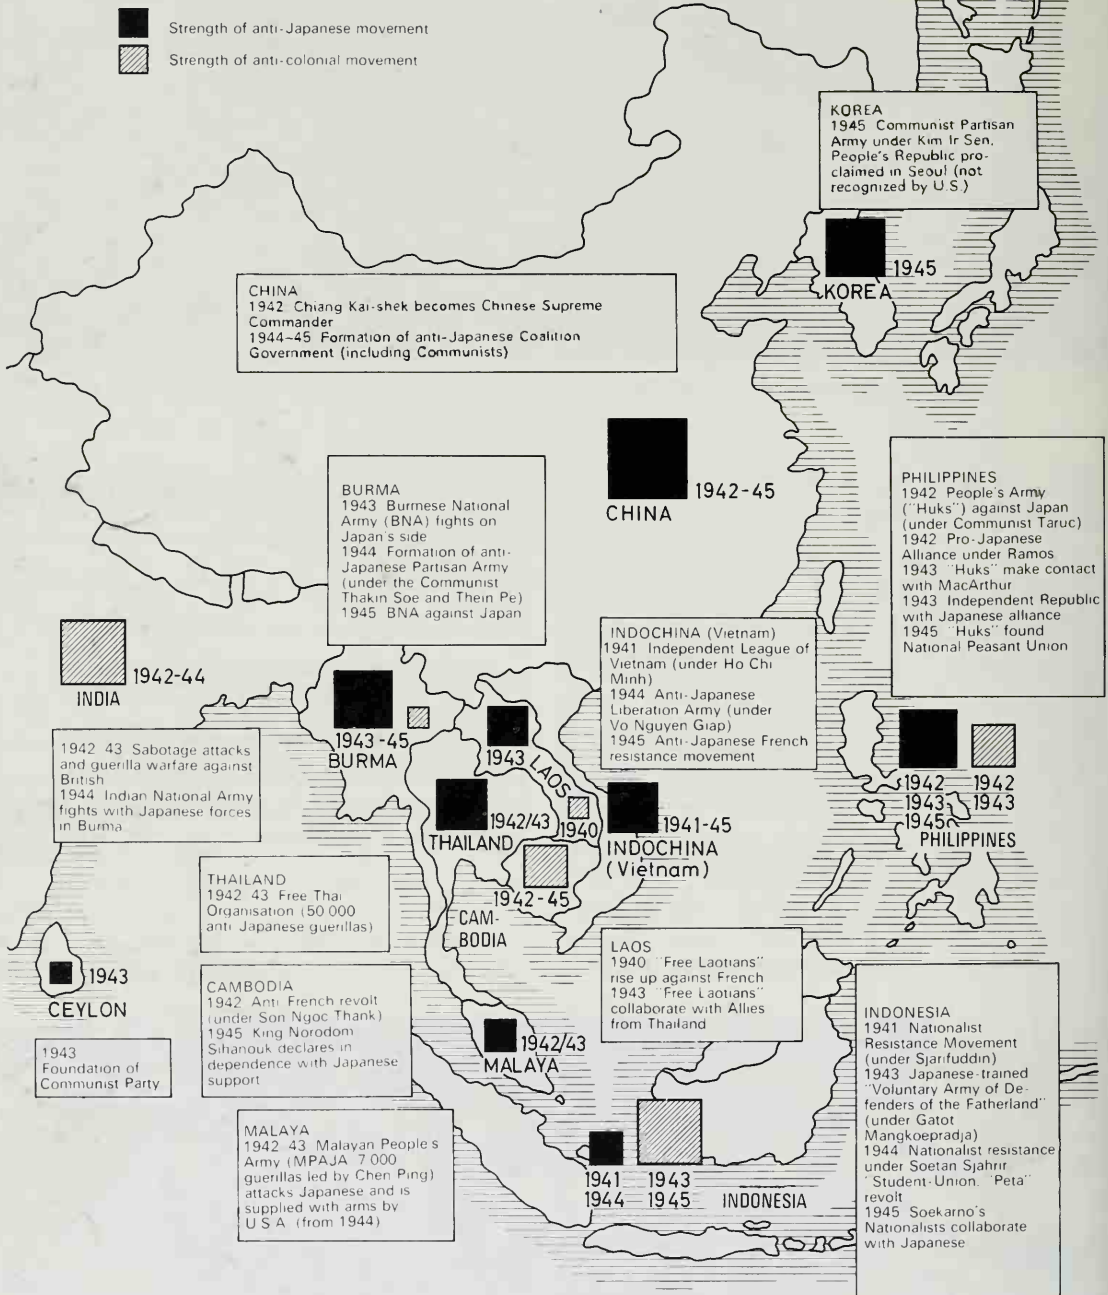 Strength of anti-Japanese movement
Strength of anti-colonial movement
KOREA
1945 Communist Partisan
Army under Kim Ir Sen,
People's Republic pro-
claimed in Seoul (not
recognized by U.S.)
1945
KOREA
CHINA
1942 Chiang Kai-shek becomes Chinese Supreme
Commander
1944-45 Formation of anti-Japanese Coalition
Government (including Communists)
1942-45
CHINA
BURMA
1943 Burmese National
Army (BNA) fights on
Japan's side
1944 Formation of anti-
Japanese Partisan Army
(under the Communist
Thakin Soe and Thein Pe)
1945 BNA against Japan
PHILIPPINES
1942 People's Army
("Huks") against Japan
(under Communist Taruc)
1942 Pro-Japanese
Alliance under Ramos
1943 "Huks" make contact
with MacArthur
1943 Independent Republic
with Japanese alliance
1945 "Huks" found
National Peasant Union
INDOCHINA (Vietnam)
1941 Independent League of
Vietnam (under Ho Chi
Minh)
1944 Anti-Japanese
Liberation Army (under
Vo Nguyen Giap)
1945 Anti-Japanese French
resistance movement
1942-44
INDIA
1942 43 Sabotage attacks
and guerilla warfare against
British
1944 Indian National Army
fights with Japanese forces
in Burma
1943-45
BURMA
1943
LAOS
1940
1942/43
THAILAND
1941-45
INDOCHINA
(Vietnam)
1942
1943
1945
1942
1943
PHILIPPINES
1942-45
CAM-
BODIA
THAILAND
1942 43 Free Thai
Organisation (50 000
anti Japanese guerillas)
1943
CEYLON
1943
Foundation of
Communist Party
CAMBODIA
1942 Anti French revolt
(under Son Ngoc Thank)
1945 King Norodom
Sihanouk declares in
dependence with Japanese
support
LAOS
1940 "Free Laotians"
rise up against French
1943 "Free Laotians"
collaborate with Allies
from Thailand
1942/43
MALAYA
MALAYA
1942 43 Malayan People's
Army (MPAJA 7 000
guerillas led by Chen Ping)
attacks Japanese and is
supplied with arms by
U S A (from 1944)
1941
1944
1943
1945
INDONESIA
INDONESIA
1941 Nationalist
Resistance Movement
(under Sjarifuddin)
1943 Japanese-trained
"Voluntary Army of De-
fenders of the Fatherland"
(under Gatot
Mangkoepradja)
1944 Nationalist resistance
under Soetan Sjahrir
"Student-Union. "Peta"
revolt
1945 Soekarno's
Nationalists collaborate
with Japanese